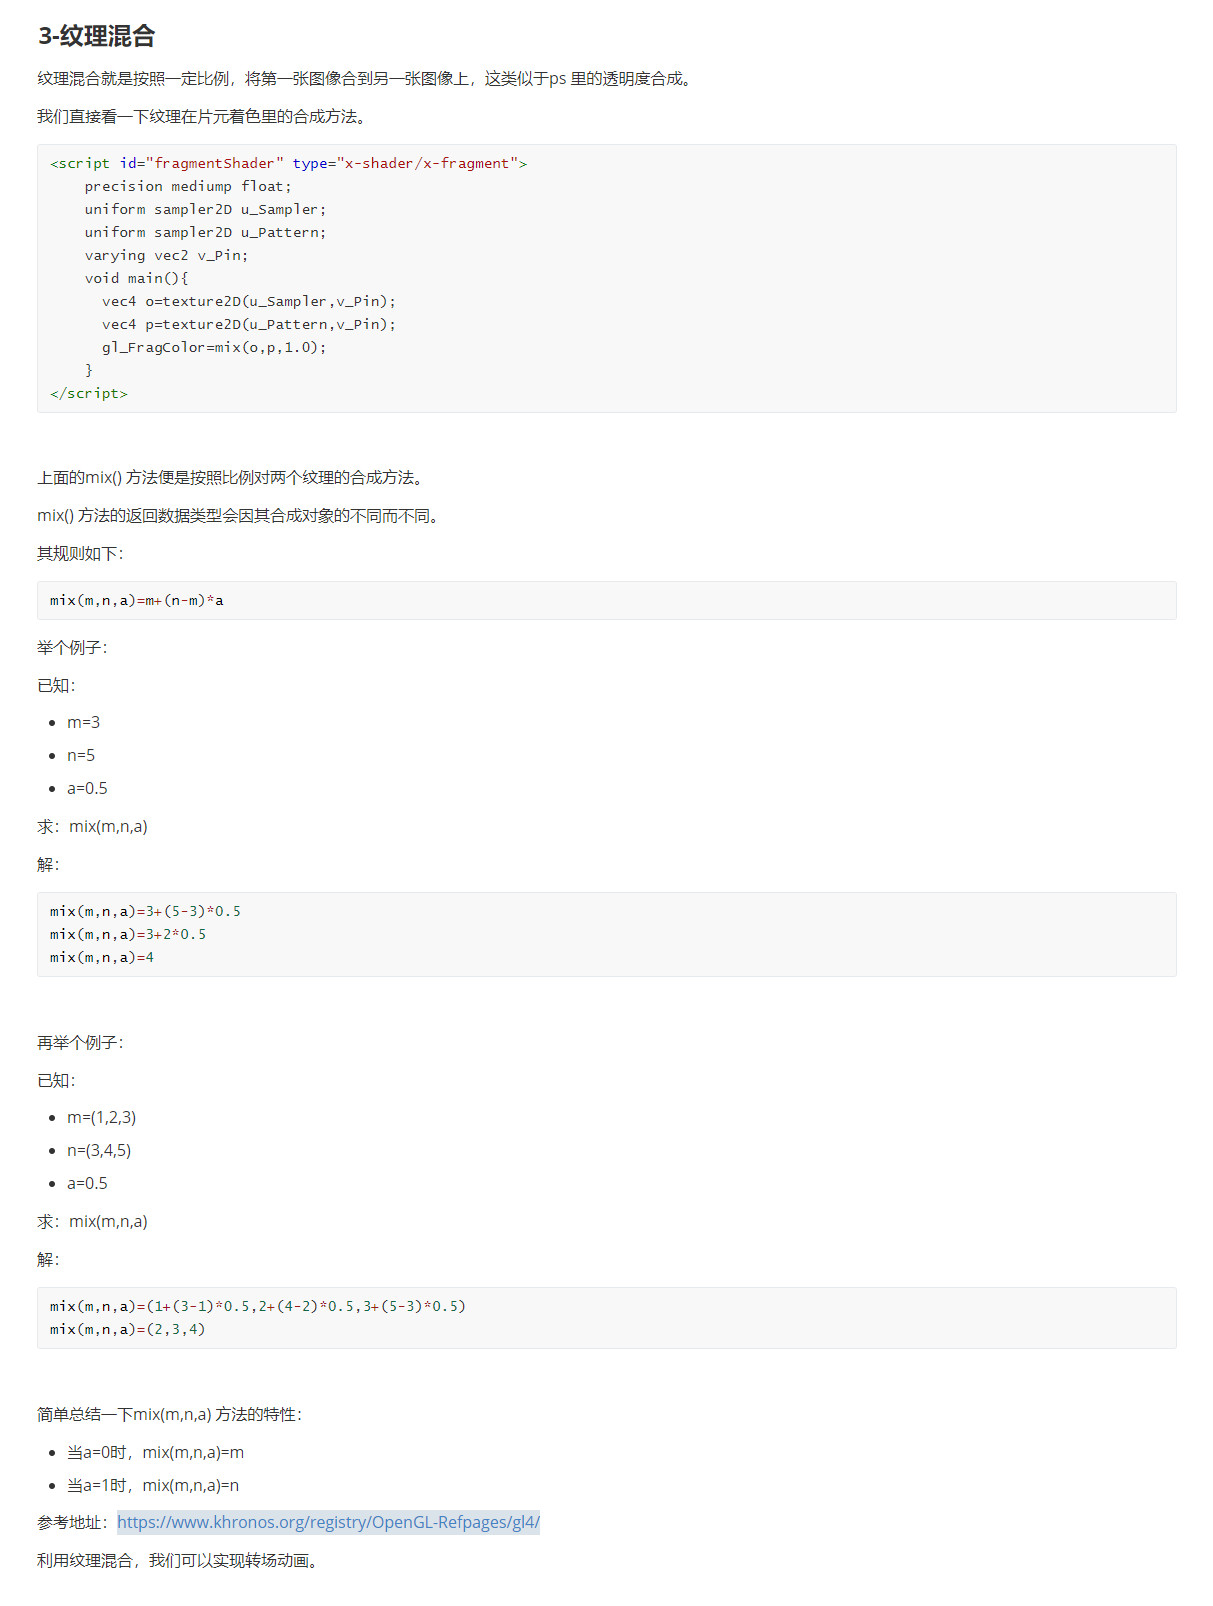 3-纹理混合
纹理混合就是按照一定比例，将第一张图像合到另一张图像上，这类似于ps 里的透明度合成。
我们直接看一下纹理在片元着色里的合成方法。
<script id="fragmentShader" type="x-shader/x-fragment">
    precision mediump float;
    uniform sampler2D u_Sampler;
    uniform sampler2D u_Pattern;
    varying vec2 v_Pin;
    void main(){
      vec4 o=texture2D(u_Sampler,v_Pin);
      vec4 p=texture2D(u_Pattern,v_Pin);
      gl_FragColor=mix(o,p,1.0);
    }
</script>
上面的mix() 方法便是按照比例对两个纹理的合成方法。
mix() 方法的返回数据类型会因其合成对象的不同而不同。
其规则如下：
mix(m,n,a)=m+(n-m)*a
举个例子：
已知：
• m=3
• n=5
• a=0.5
求：mix(m,n,a)
解：
mix(m,n,a)=3+(5-3)*0.5
mix(m,n,a)=3+2*0.5
mix(m,n,a)=4
再举个例子：
已知：
• m=(1,2,3)
• n=(3,4,5)
• a=0.5
求：mix(m,n,a)
解：
mix(m,n,a)=(1+(3-1)*0.5,2+(4-2)*0.5,3+(5-3)*0.5)
mix(m,n,a)=(2,3,4)
简单总结一下mix(m,n,a) 方法的特性：
• 当a=0时，mix(m,n,a)=m
• 当a=1时，mix(m,n,a)=n
参考地址：https://www.khronos.org/registry/OpenGL-Refpages/gl4/
利用纹理混合，我们可以实现转场动画。